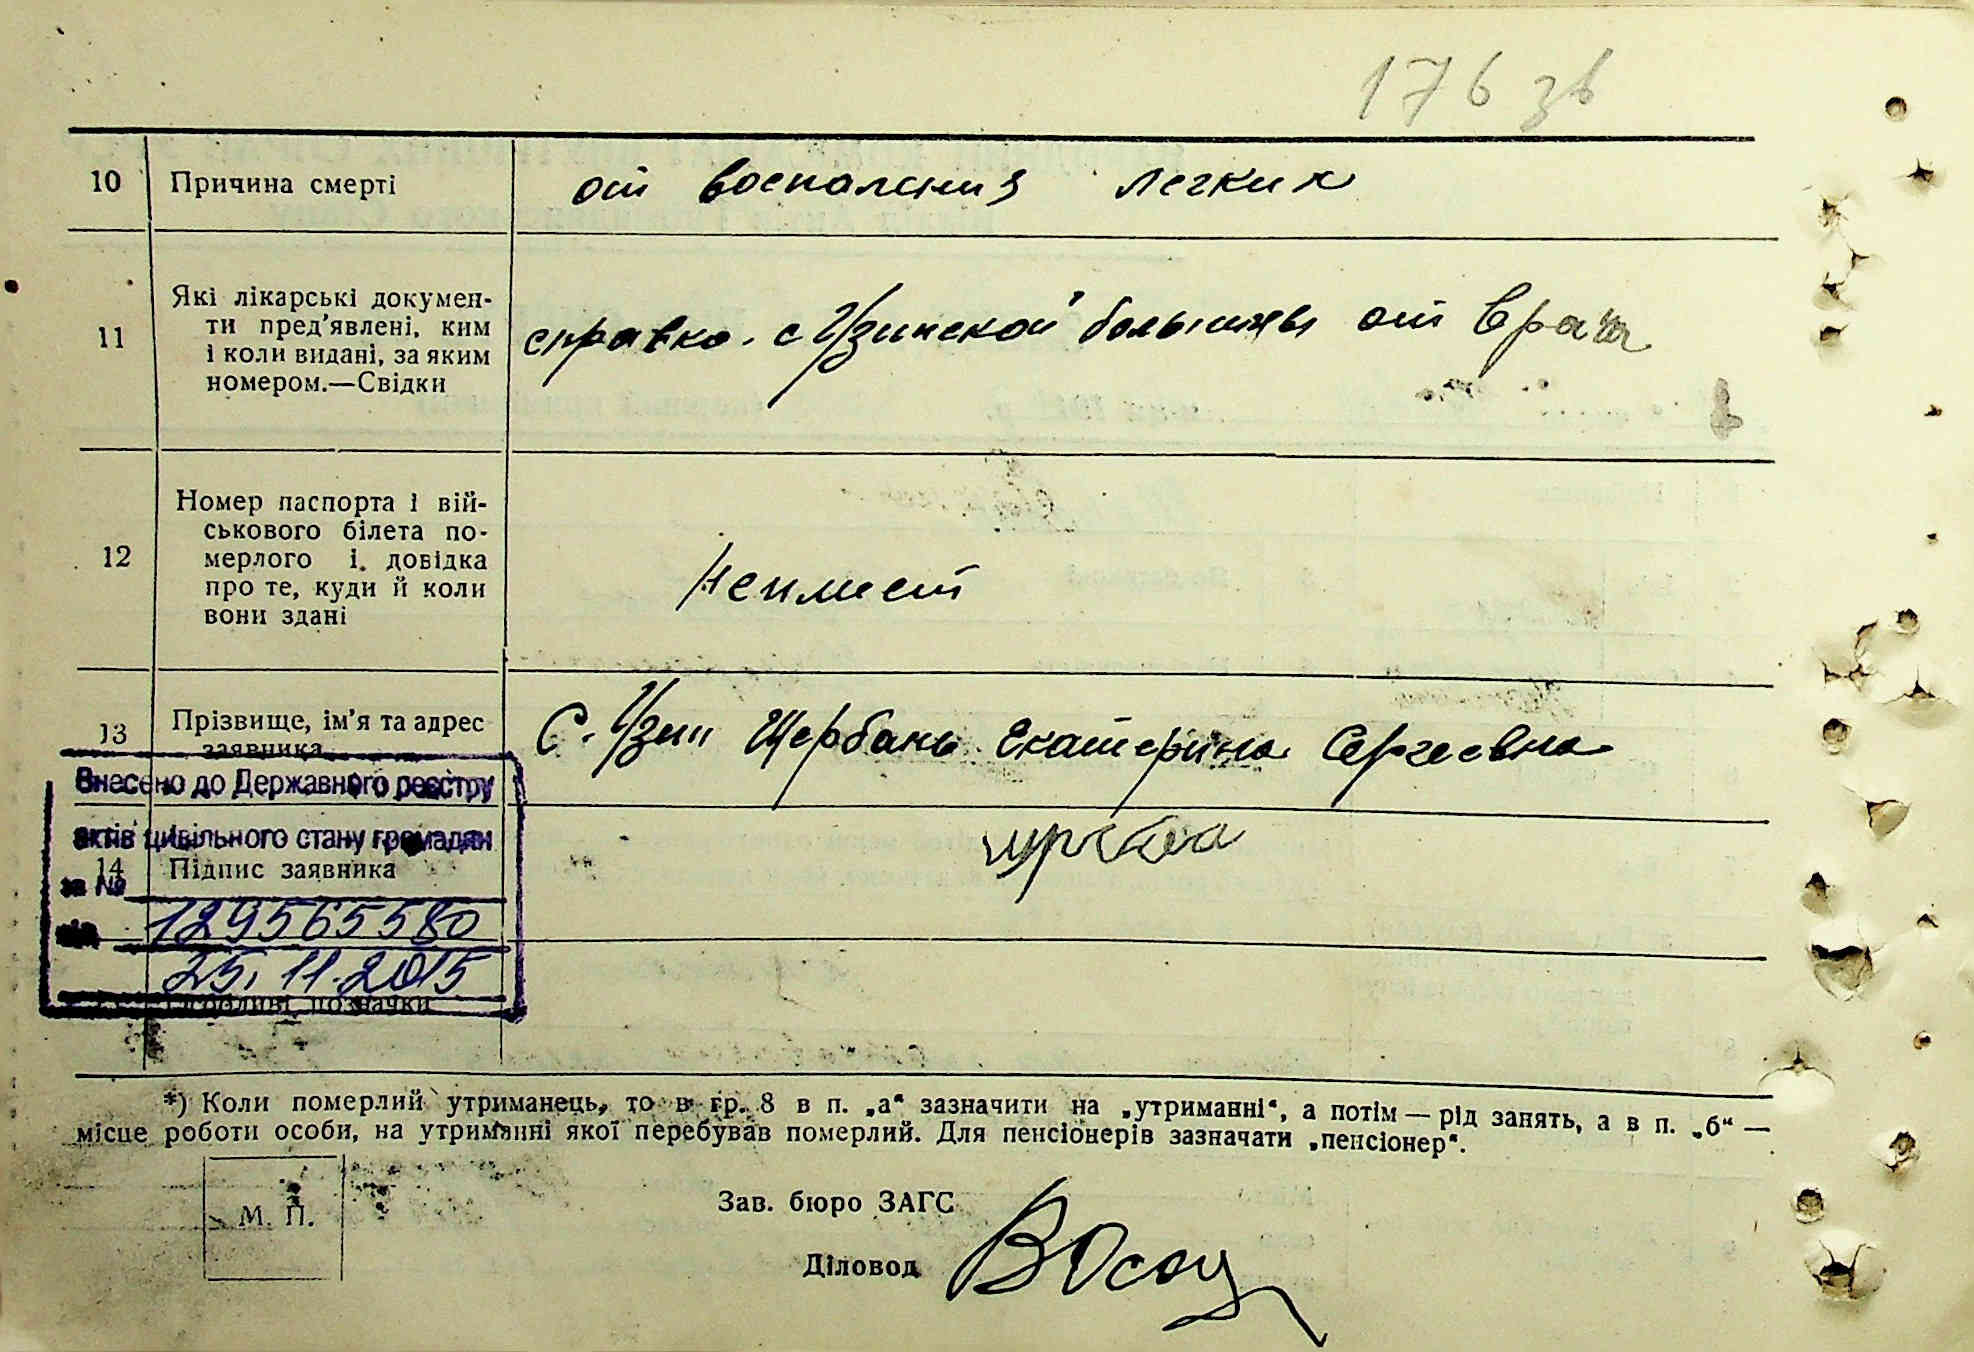 176 зв
10 Причина смерті от воспаления легких
11 Які лікарські докумен-
ти пред'явлені, ким
і коли видані, за яким
номером.—Свідки
справка с Узинской больницы от врача
12 Номер паспорта і вій-
ськового білета по-
мерлого і довідка
про те, куди й коли
вони здані
Неимеет
13 Прізвище, ім'я та адрес
заявника
С. Узин Щербань Екатерина Сергеевна
Внесено до Державного реєстру
актів цивільного стану громадян
14 Підпис заявника
за №
129565580
від
25.11.2015
Особливі позначки
*) Коли померлий утриманець, то в гр. 8 в п. „а“ зазначити на „утриманні“, а потім — рід занять, а в п. „б“ —
місце роботи особи, на утриманні якої перебував померлий. Для пенсіонерів зазначати „пенсіонер“.
М. П.
Зав. бюро ЗАГС
Діловод